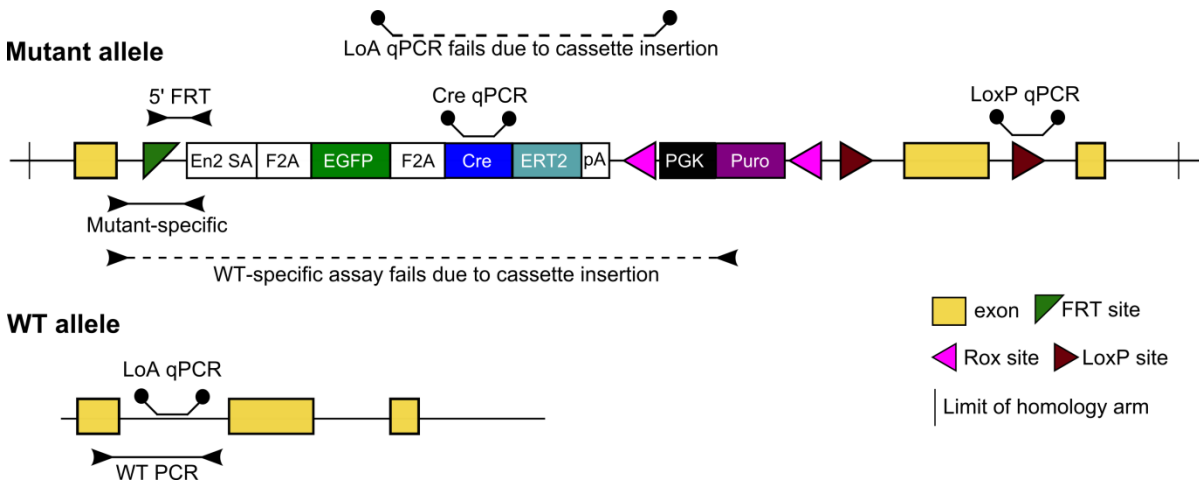 LoA qPCR fails due to cassette insertion
Mutant allele
5' FRT
Cre qPCR
LoxP qPCR
En2 SA F2A EGFP F2A Cre ERT2 pA PGK Puro
Mutant-specific
WT-specific assay fails due to cassette insertion
WT allele
LoA qPCR
WT PCR
exon FRT site
Rox site LoxP site
Limit of homology arm